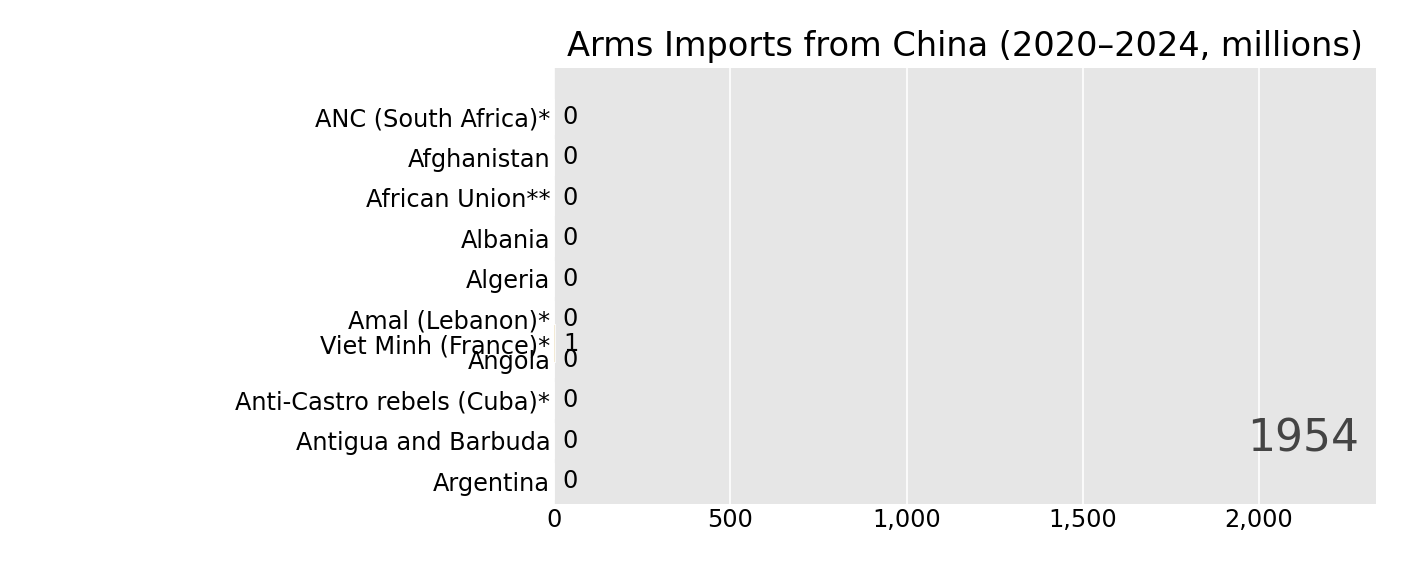 Arms Imports from China (2020–2024, millions)
ANC (South Africa)* 0
Afghanistan 0
African Union** 0
Albania 0
Algeria 0
Amal (Lebanon)* 0
Viet Minh (France)* 1
Angola 0
Anti-Castro rebels (Cuba)* 0
Antigua and Barbuda 0
1954
Argentina 0
0 500 1,000 1,500 2,000